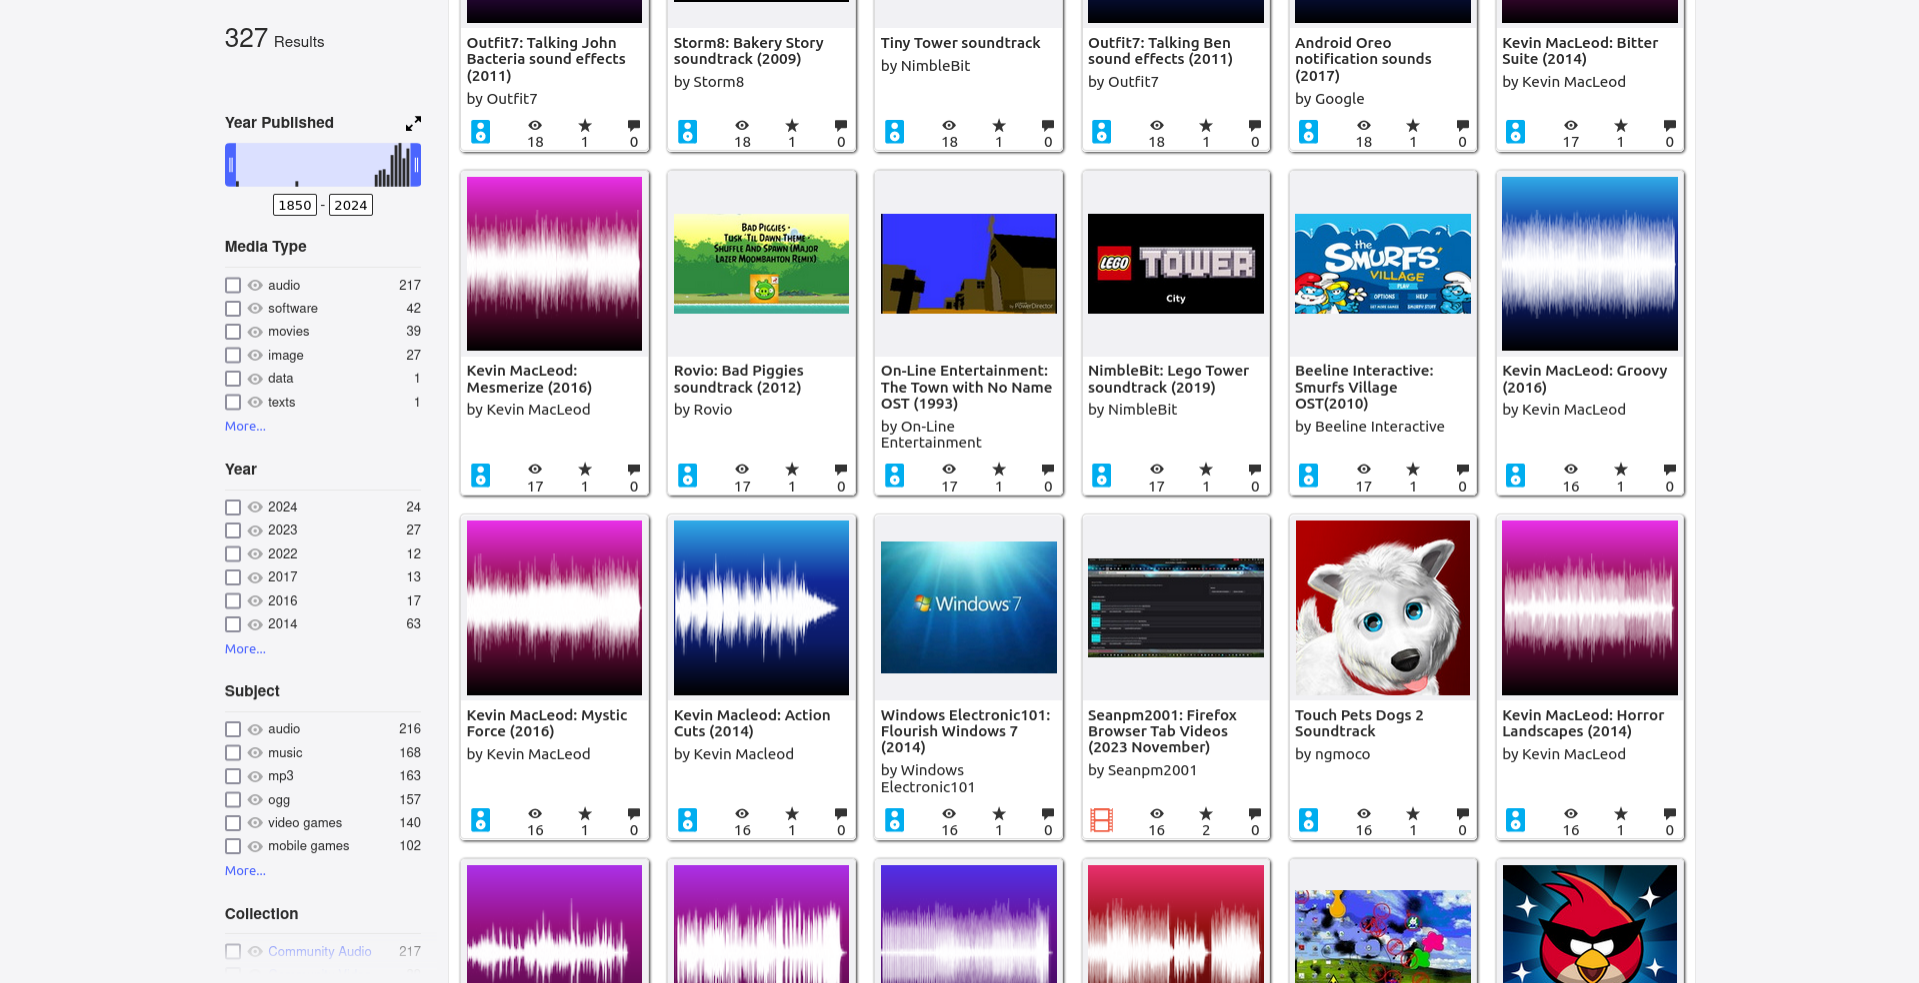 327 Results
Year Published
1850 - 2024
Media Type
audio 217
software 42
movies 39
image 27
data 1
texts 1
More...
Year
2024 24
2023 27
2022 12
2017 13
2016 17
2014 63
More...
Subject
audio 216
music 168
mp3 163
ogg 157
video games 140
mobile games 102
More...
Collection
Community Audio 217
Outfit7: Talking John
Bacteria sound effects
(2011)
by Outfit7
18 1 0
Storm8: Bakery Story
soundtrack (2009)
by Storm8
18 1 0
Tiny Tower soundtrack
by NimbleBit
18 1 0
Outfit7: Talking Ben
sound effects (2011)
by Outfit7
18 1 0
Android Oreo
notification sounds
(2017)
by Google
18 1 0
Kevin MacLeod: Bitter
Suite (2014)
by Kevin MacLeod
17 1 0
Kevin MacLeod:
Mesmerize (2016)
by Kevin MacLeod
17 1 0
Bad Piggies -
Tusk 'Til Dawn Theme -
Shuffle And Spawn (Major
Lazer Moombahton Remix)
Rovio: Bad Piggies
soundtrack (2012)
by Rovio
17 1 0
by PowerDirector
On-Line Entertainment:
The Town with No Name
OST (1993)
by On-Line
Entertainment
17 1 0
LEGO TOWER
City
NimbleBit: Lego Tower
soundtrack (2019)
by NimbleBit
17 1 0
the
SMURFS'
VILLAGE
PLAY
OPTIONS HELP
GET MORE GAMES SMURFY STUFF
Beeline Interactive:
Smurfs Village
OST(2010)
by Beeline Interactive
17 1 0
Kevin MacLeod: Groovy
(2016)
by Kevin MacLeod
16 1 0
Kevin MacLeod: Mystic
Force (2016)
by Kevin MacLeod
16 1 0
Kevin Macleod: Action
Cuts (2014)
by Kevin Macleod
16 1 0
Windows 7
Windows Electronic101:
Flourish Windows 7
(2014)
by Windows
Electronic101
16 1 0
Seanpm2001: Firefox
Browser Tab Videos
(2023 November)
by Seanpm2001
16 2 0
Touch Pets Dogs 2
Soundtrack
by ngmoco
16 1 0
Kevin MacLeod: Horror
Landscapes (2014)
by Kevin MacLeod
16 1 0